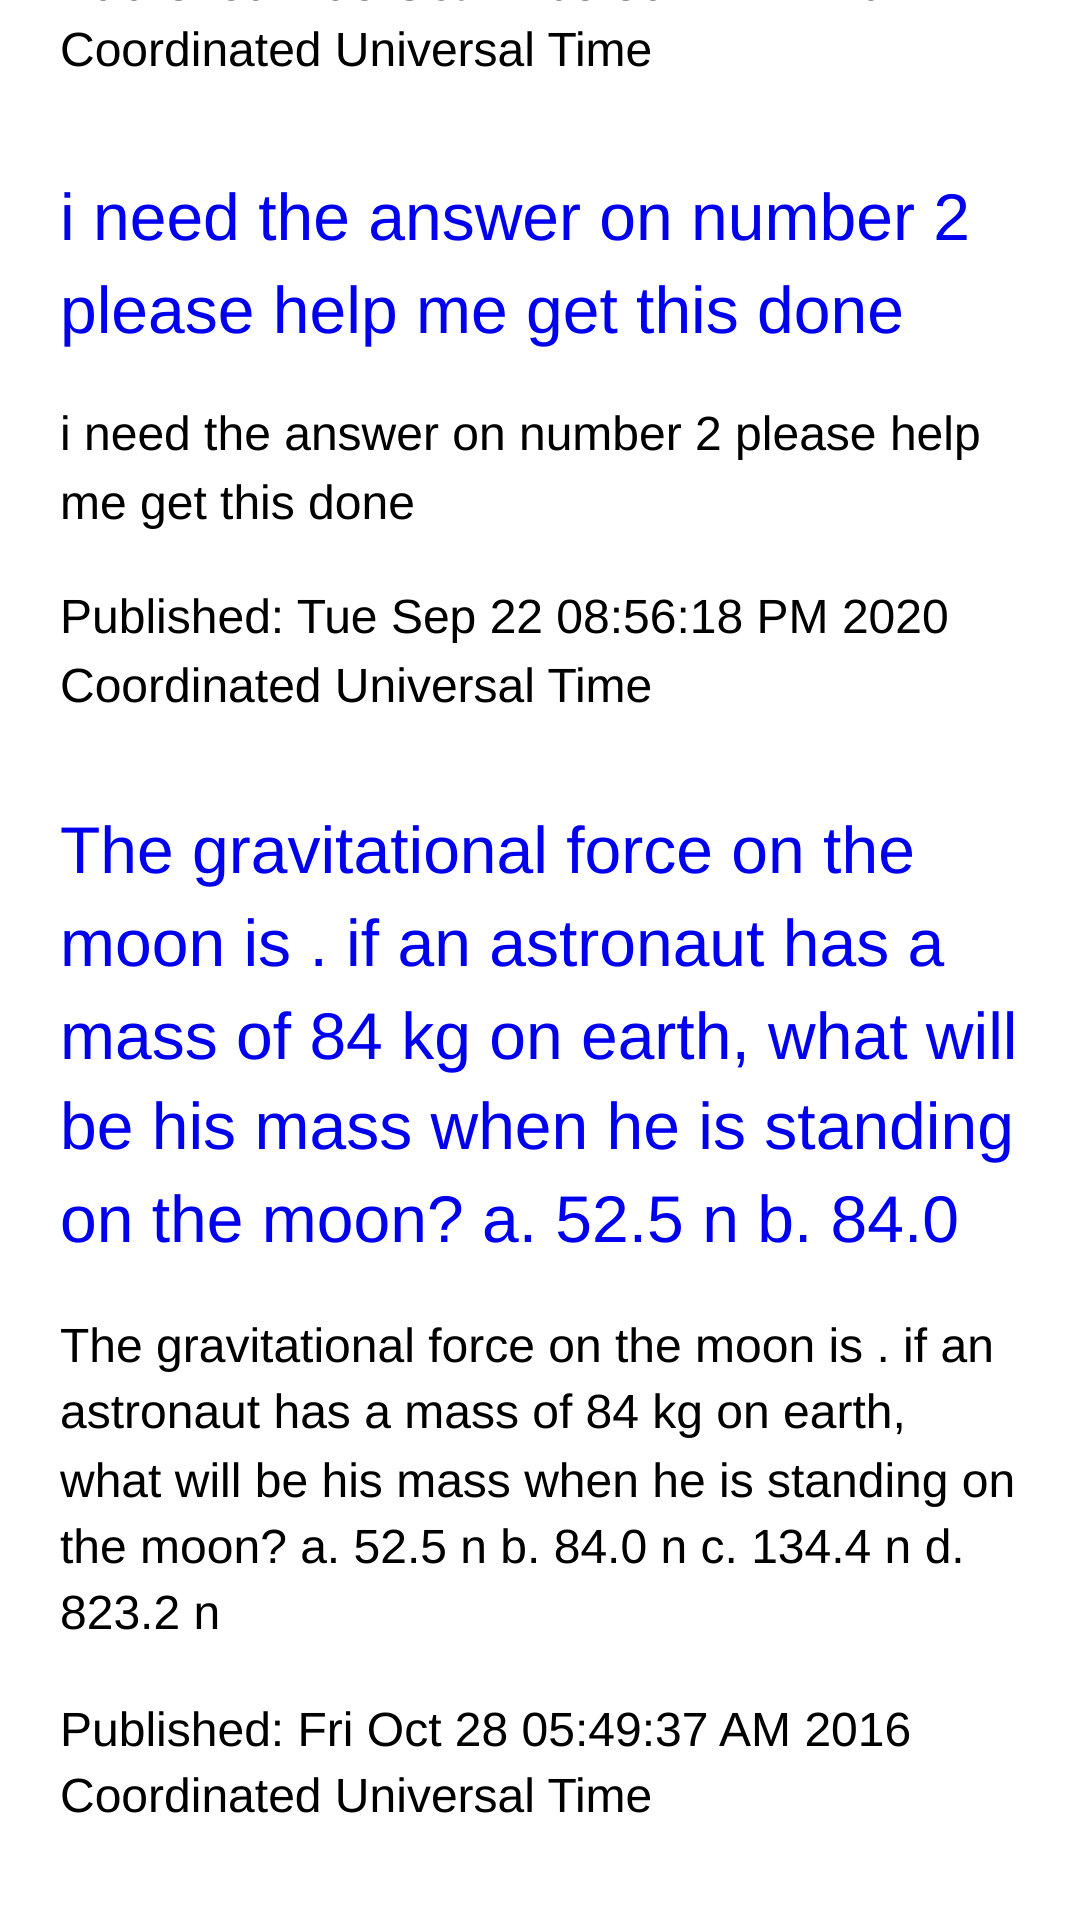 Coordinated Universal Time
i need the answer on number 2
please help me get this done
i need the answer on number 2 please help
me get this done
Published: Tue Sep 22 08:56:18 PM 2020
Coordinated Universal Time
The gravitational force on the
moon is . if an astronaut has a
mass of 84 kg on earth, what will
be his mass when he is standing
on the moon? a. 52.5 n b. 84.0
The gravitational force on the moon is . if an
astronaut has a mass of 84 kg on earth,
what will be his mass when he is standing on
the moon? a. 52.5 n b. 84.0 n c. 134.4 n d.
823.2 n
Published: Fri Oct 28 05:49:37 AM 2016
Coordinated Universal Time